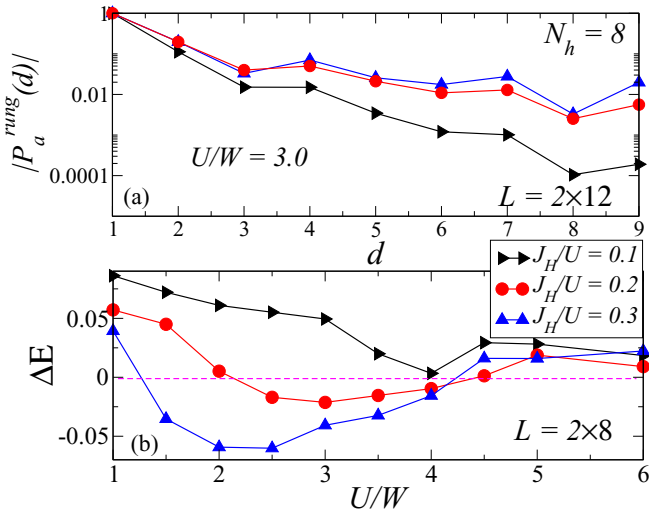 1
0.01
0.0001
|P_a^{rung}(d)|
N_h = 8
U/W = 3.0
(a)
L = 2×12
1 2 3 4 5 6 7 8 9
d
J_H/U = 0.1
J_H/U = 0.2
J_H/U = 0.3
0.05
0
-0.05
ΔE
(b)
L = 2×8
1 2 3 4 5 6
U/W